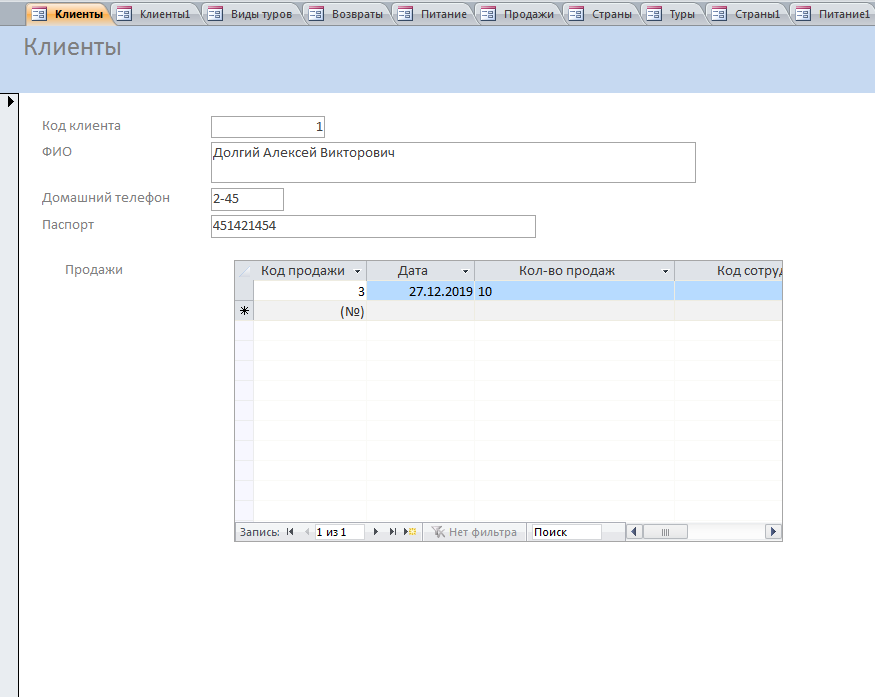 Клиенты Клиенты1 Виды туров Возвраты Питание Продажи Страны Туры Страны1 Питание1
Клиенты
Код клиента 1
ФИО Долгий Алексей Викторович
Домашний телефон 2-45
Паспорт 451421454
Продажи Код продажи Дата Кол-во продаж Код сотруд
3 27.12.2019 10
(№)
Запись: 1 из 1 Нет фильтра Поиск